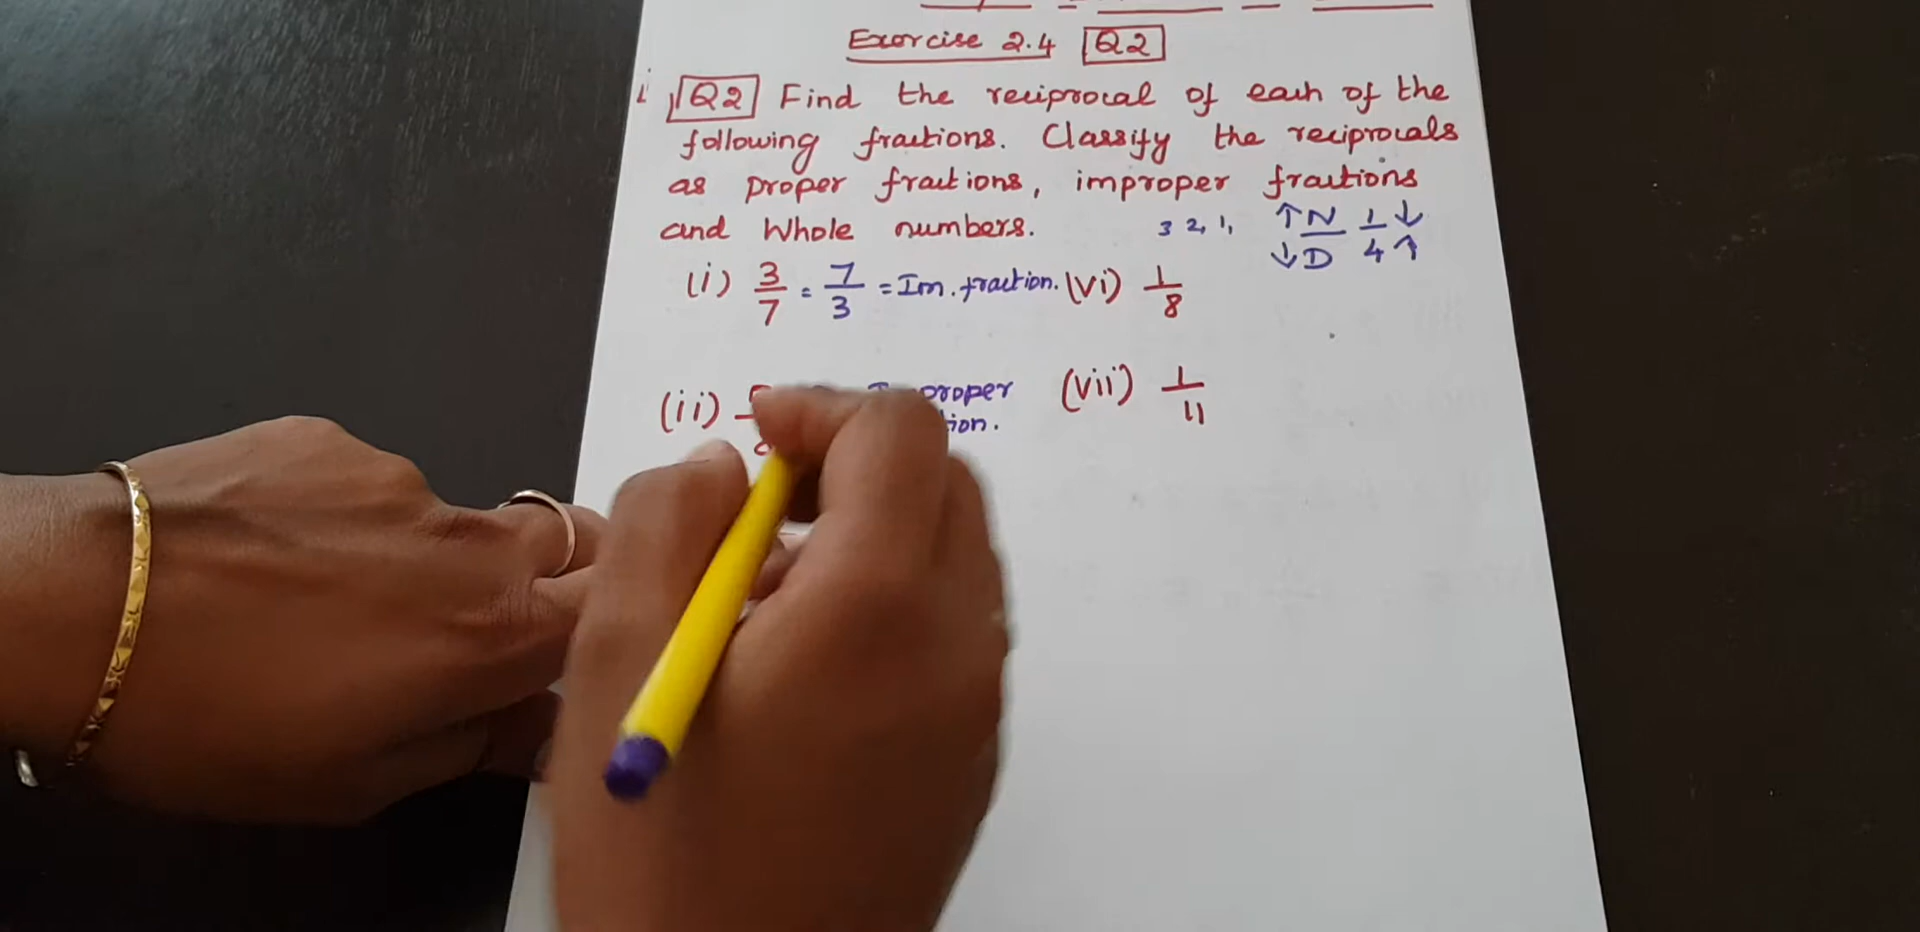 Exercise 2.4 Q2
Q2 Find the reciprocal of each of the
following fractions. Classify the reciprocals
as proper fractions, improper fractions
and Whole numbers. 3 2, 1, ↑N/↓D 1/4 ↓↑
(i) 3/7 = 7/3 = Im. fraction. (vi) 1/8
(ii) (vii) 1/11